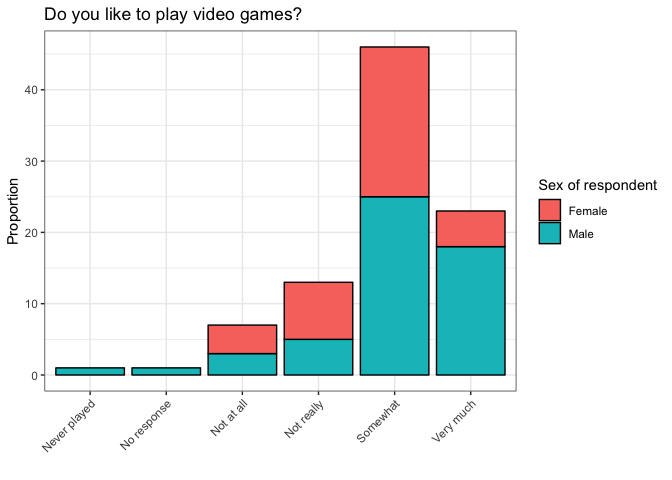 Do you like to play video games?
Proportion
40
30
20
10
0
Never played
No response
Not at all
Not really
Somewhat
Very much
Sex of respondent
Female
Male